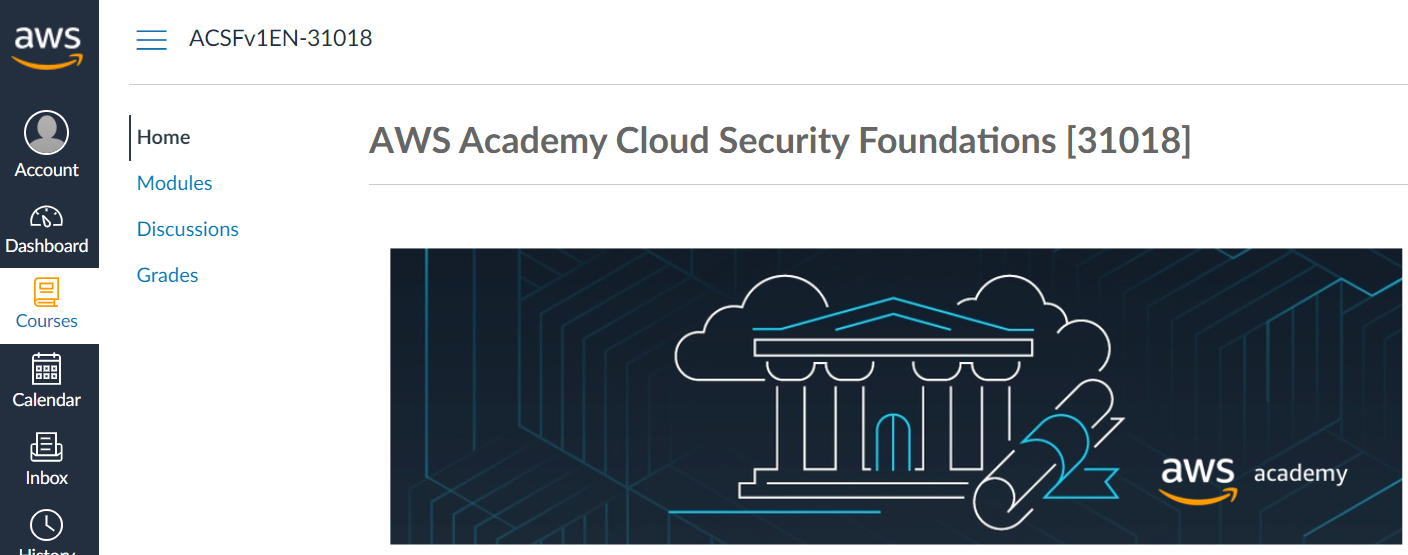 aws
ACSFv1EN-31018
Account
Dashboard
Courses
Calendar
Inbox
History
Home
Modules
Discussions
Grades
AWS Academy Cloud Security Foundations [31018]
aws academy